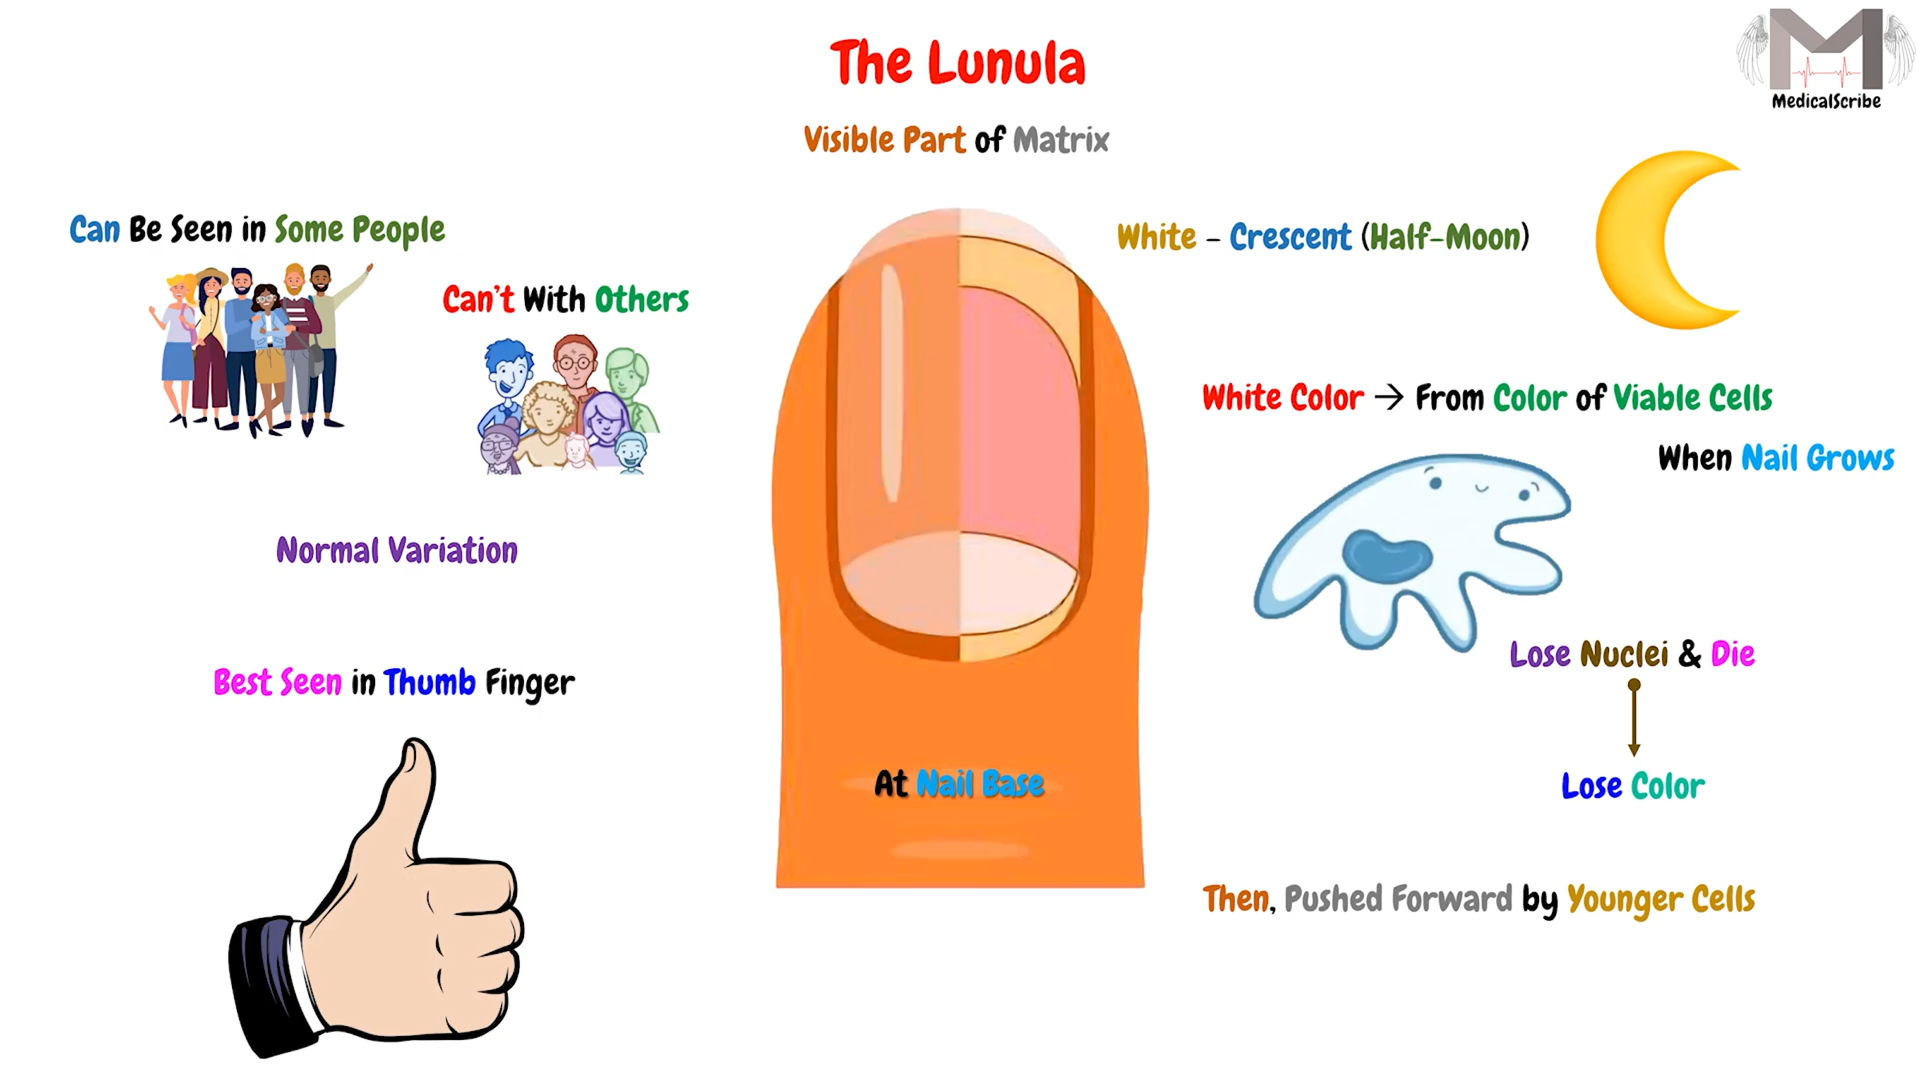 The Lunula
Visible Part of Matrix
MedicalScribe
Can Be Seen in Some People
Can't With Others
Normal Variation
Best Seen in Thumb Finger
At Nail Base
White - Crescent (Half-Moon)
White Color → From Color of Viable Cells
When Nail Grows
Lose Nuclei & Die
Lose Color
Then, Pushed Forward by Younger Cells